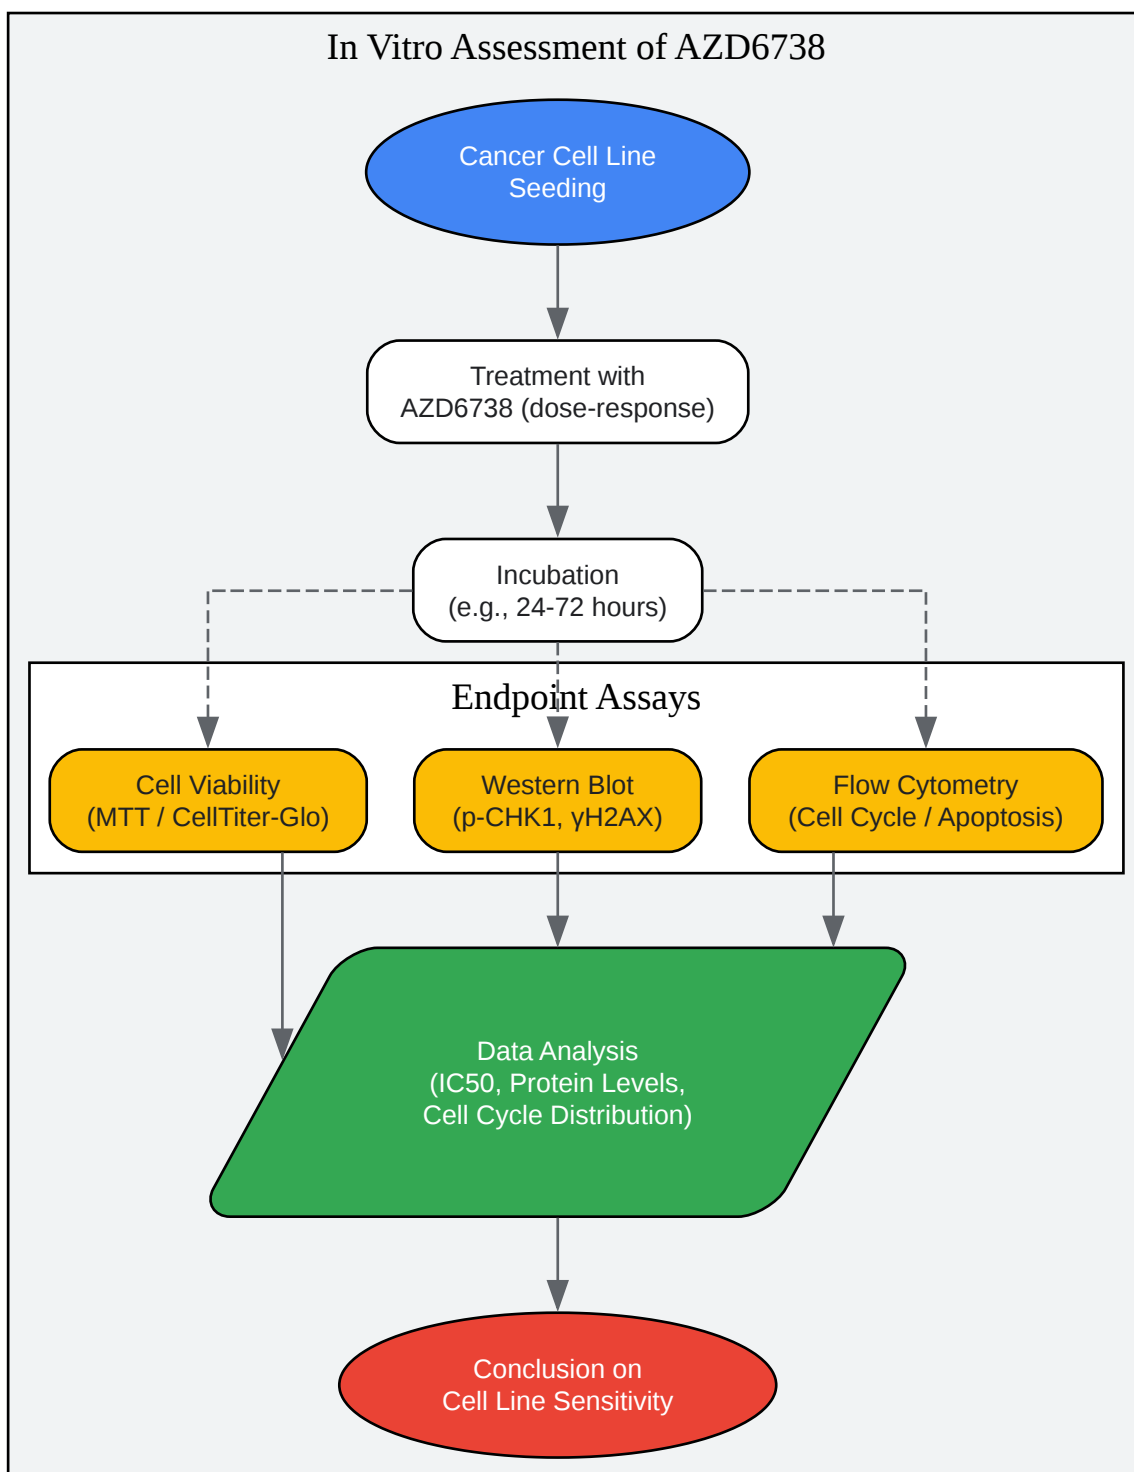 In Vitro Assessment of AZD6738
Cancer Cell Line
Seeding
Treatment with
AZD6738 (dose-response)
Incubation
(e.g., 24-72 hours)
Endpoint Assays
Cell Viability
(MTT / CellTiter-Glo)
Western Blot
(p-CHK1, γH2AX)
Flow Cytometry
(Cell Cycle / Apoptosis)
Data Analysis
(IC50, Protein Levels,
Cell Cycle Distribution)
Conclusion on
Cell Line Sensitivity